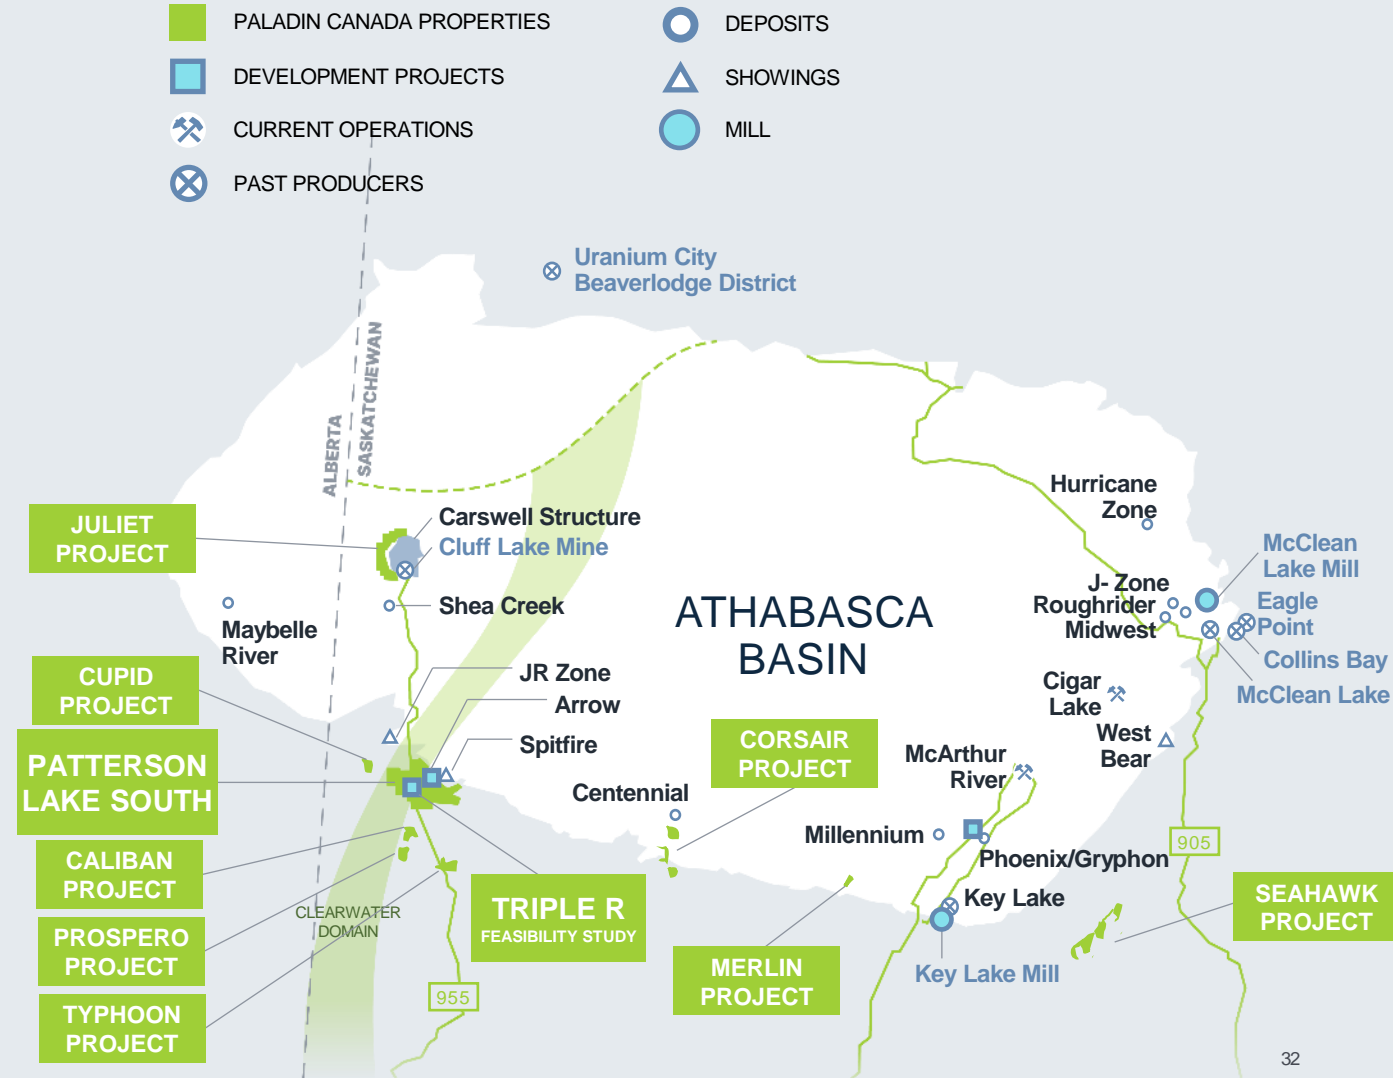 PALADIN CANADA PROPERTIES
DEPOSITS
DEVELOPMENT PROJECTS
SHOWINGS
CURRENT OPERATIONS
MILL
PAST PRODUCERS
Uranium City
Beaverlodge District
ALBERTA
SASKATCHEWAN
Hurricane
Zone
JULIET
PROJECT
Carswell Structure
Cluff Lake Mine
McClean
Lake Mill
J- Zone
Roughrider
Midwest
Eagle
Point
Shea Creek
ATHABASCA
BASIN
Maybelle
River
Collins Bay
McClean Lake
CUPID
PROJECT
JR Zone
Arrow
Spitfire
Cigar
Lake
West
Bear
PATTERSON
LAKE SOUTH
CORSAIR
PROJECT
McArthur
River
Centennial
Millennium
Phoenix/Gryphon
905
CALIBAN
PROJECT
TRIPLE R
FEASIBILITY STUDY
Key Lake
SEAHAWK
PROJECT
CLEARWATER
DOMAIN
PROSPERO
PROJECT
MERLIN
PROJECT
Key Lake Mill
955
TYPHOON
PROJECT
32